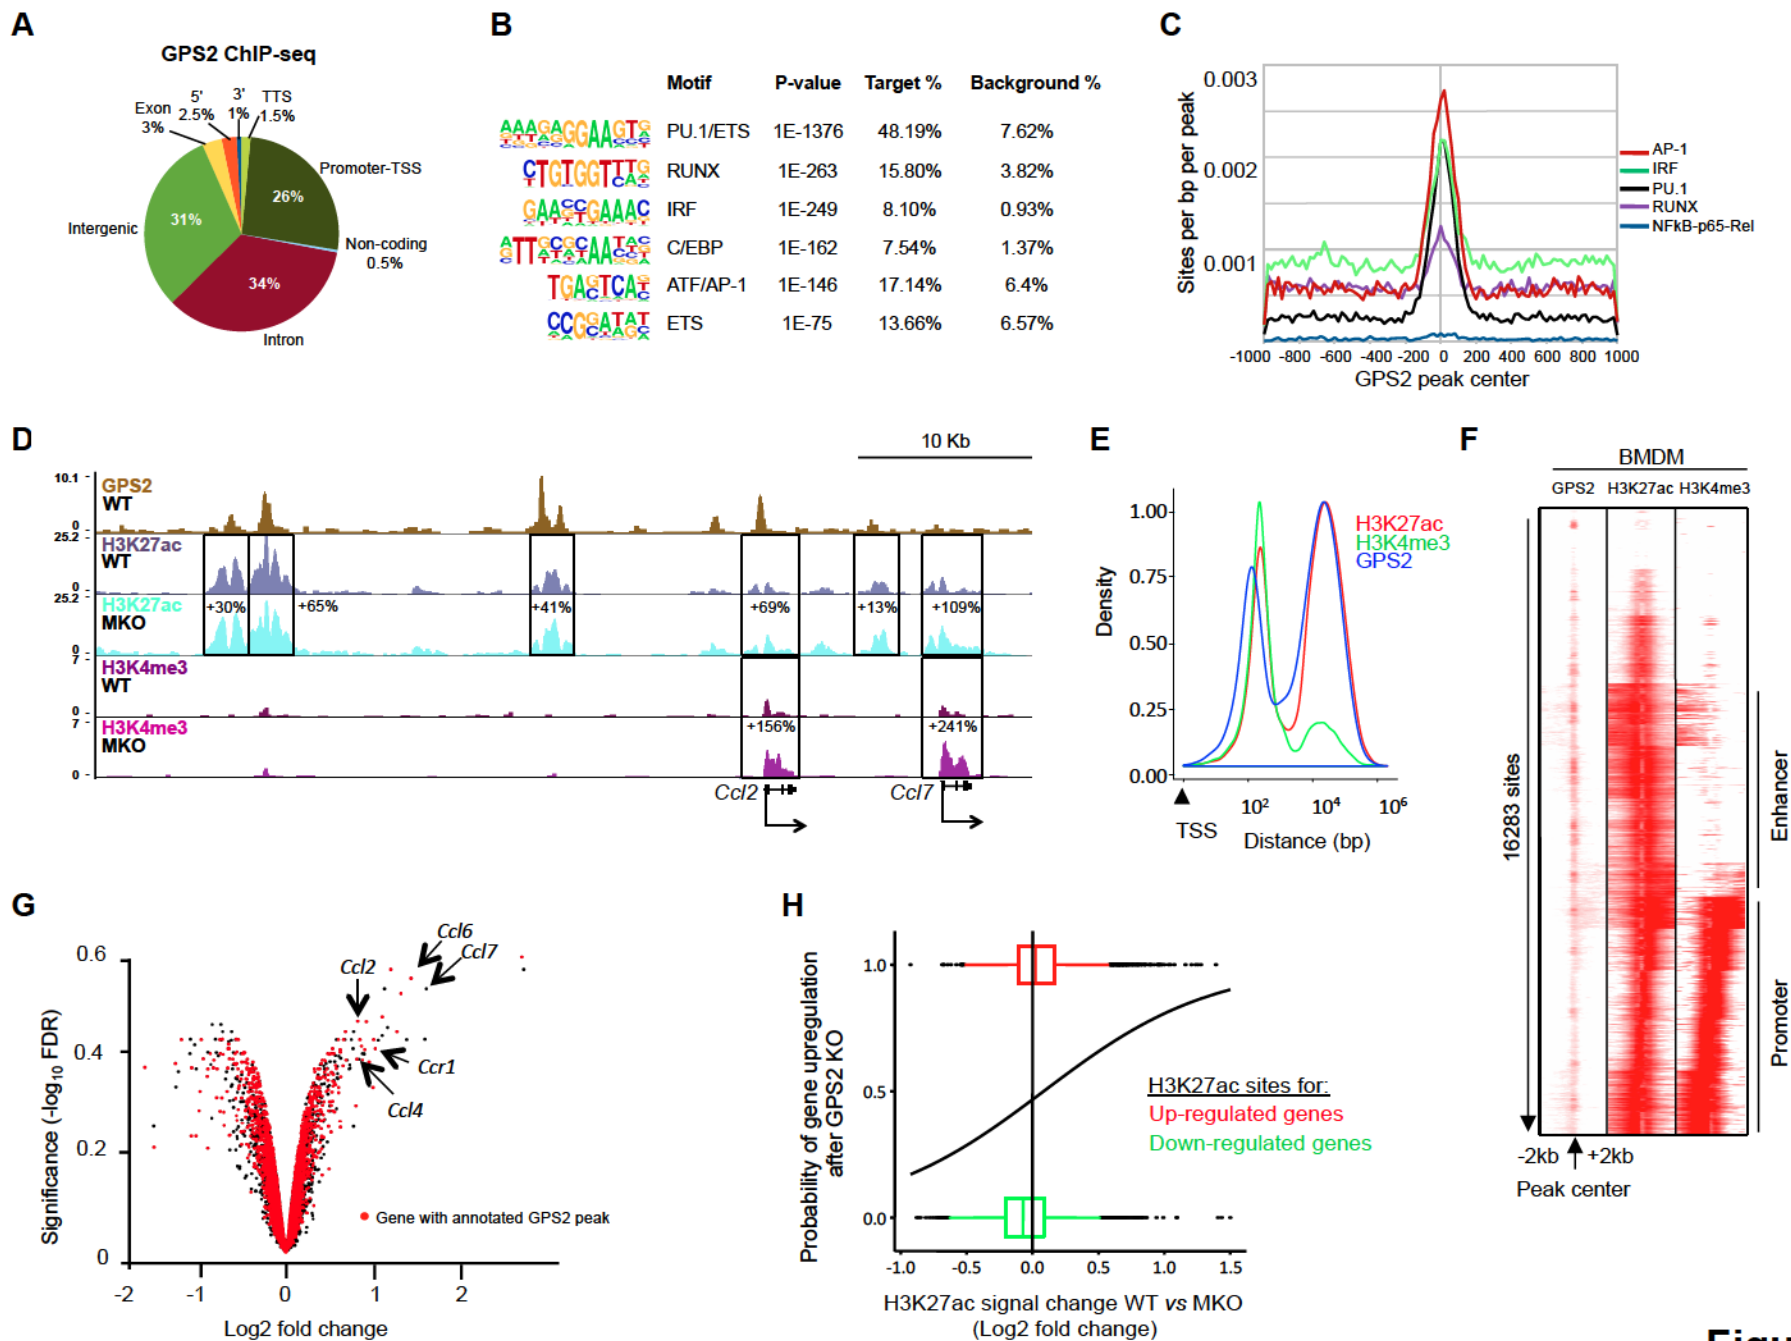 A
GPS2 ChIP-seq
Exon
3%
5'
2.5%
3'
1%
TTS
1.5%
Promoter-TSS
26%
Non-coding
0.5%
Intergenic
31%
34%
Intron
B
Motif P-value Target % Background %
PU.1/ETS 1E-1376 48.19% 7.62%
RUNX 1E-263 15.80% 3.82%
IRF 1E-249 8.10% 0.93%
C/EBP 1E-162 7.54% 1.37%
ATF/AP-1 1E-146 17.14% 6.4%
ETS 1E-75 13.66% 6.57%
C
Sites per bp per peak
0.003
0.002
0.001
-1000 -800 -600 -400 -200 0 200 400 600 800 1000
GPS2 peak center
AP-1
IRF
PU.1
RUNX
NFkB-p65-Rel
D
10 Kb
10.1
GPS2
WT
0
25.2
H3K27ac
WT
0
25.2
H3K27ac
MKO
+30% +65% +41% +69% +13% +109%
0
7
H3K4me3
WT
0
7
H3K4me3
MKO
+156% +241%
0
Ccl2 Ccl7
E
Density
1.00
0.75
0.50
0.25
0.00
H3K27ac
H3K4me3
GPS2
10² 10⁴ 10⁶
TSS
Distance (bp)
F
BMDM
GPS2 H3K27ac H3K4me3
16283 sites
Enhancer
Promoter
-2kb +2kb
Peak center
G
Significance (-log₁₀ FDR)
0.6
0.4
0.2
0
Ccl6
Ccl7
Ccl2
Ccr1
Ccl4
Gene with annotated GPS2 peak
-2 -1 0 1 2
Log2 fold change
H
Probability of gene upregulation
after GPS2 KO
1.0
0.5
0.0
H3K27ac sites for:
Up-regulated genes
Down-regulated genes
-1.0 -0.5 0.0 0.5 1.0 1.5
H3K27ac signal change WT vs MKO
(Log2 fold change)